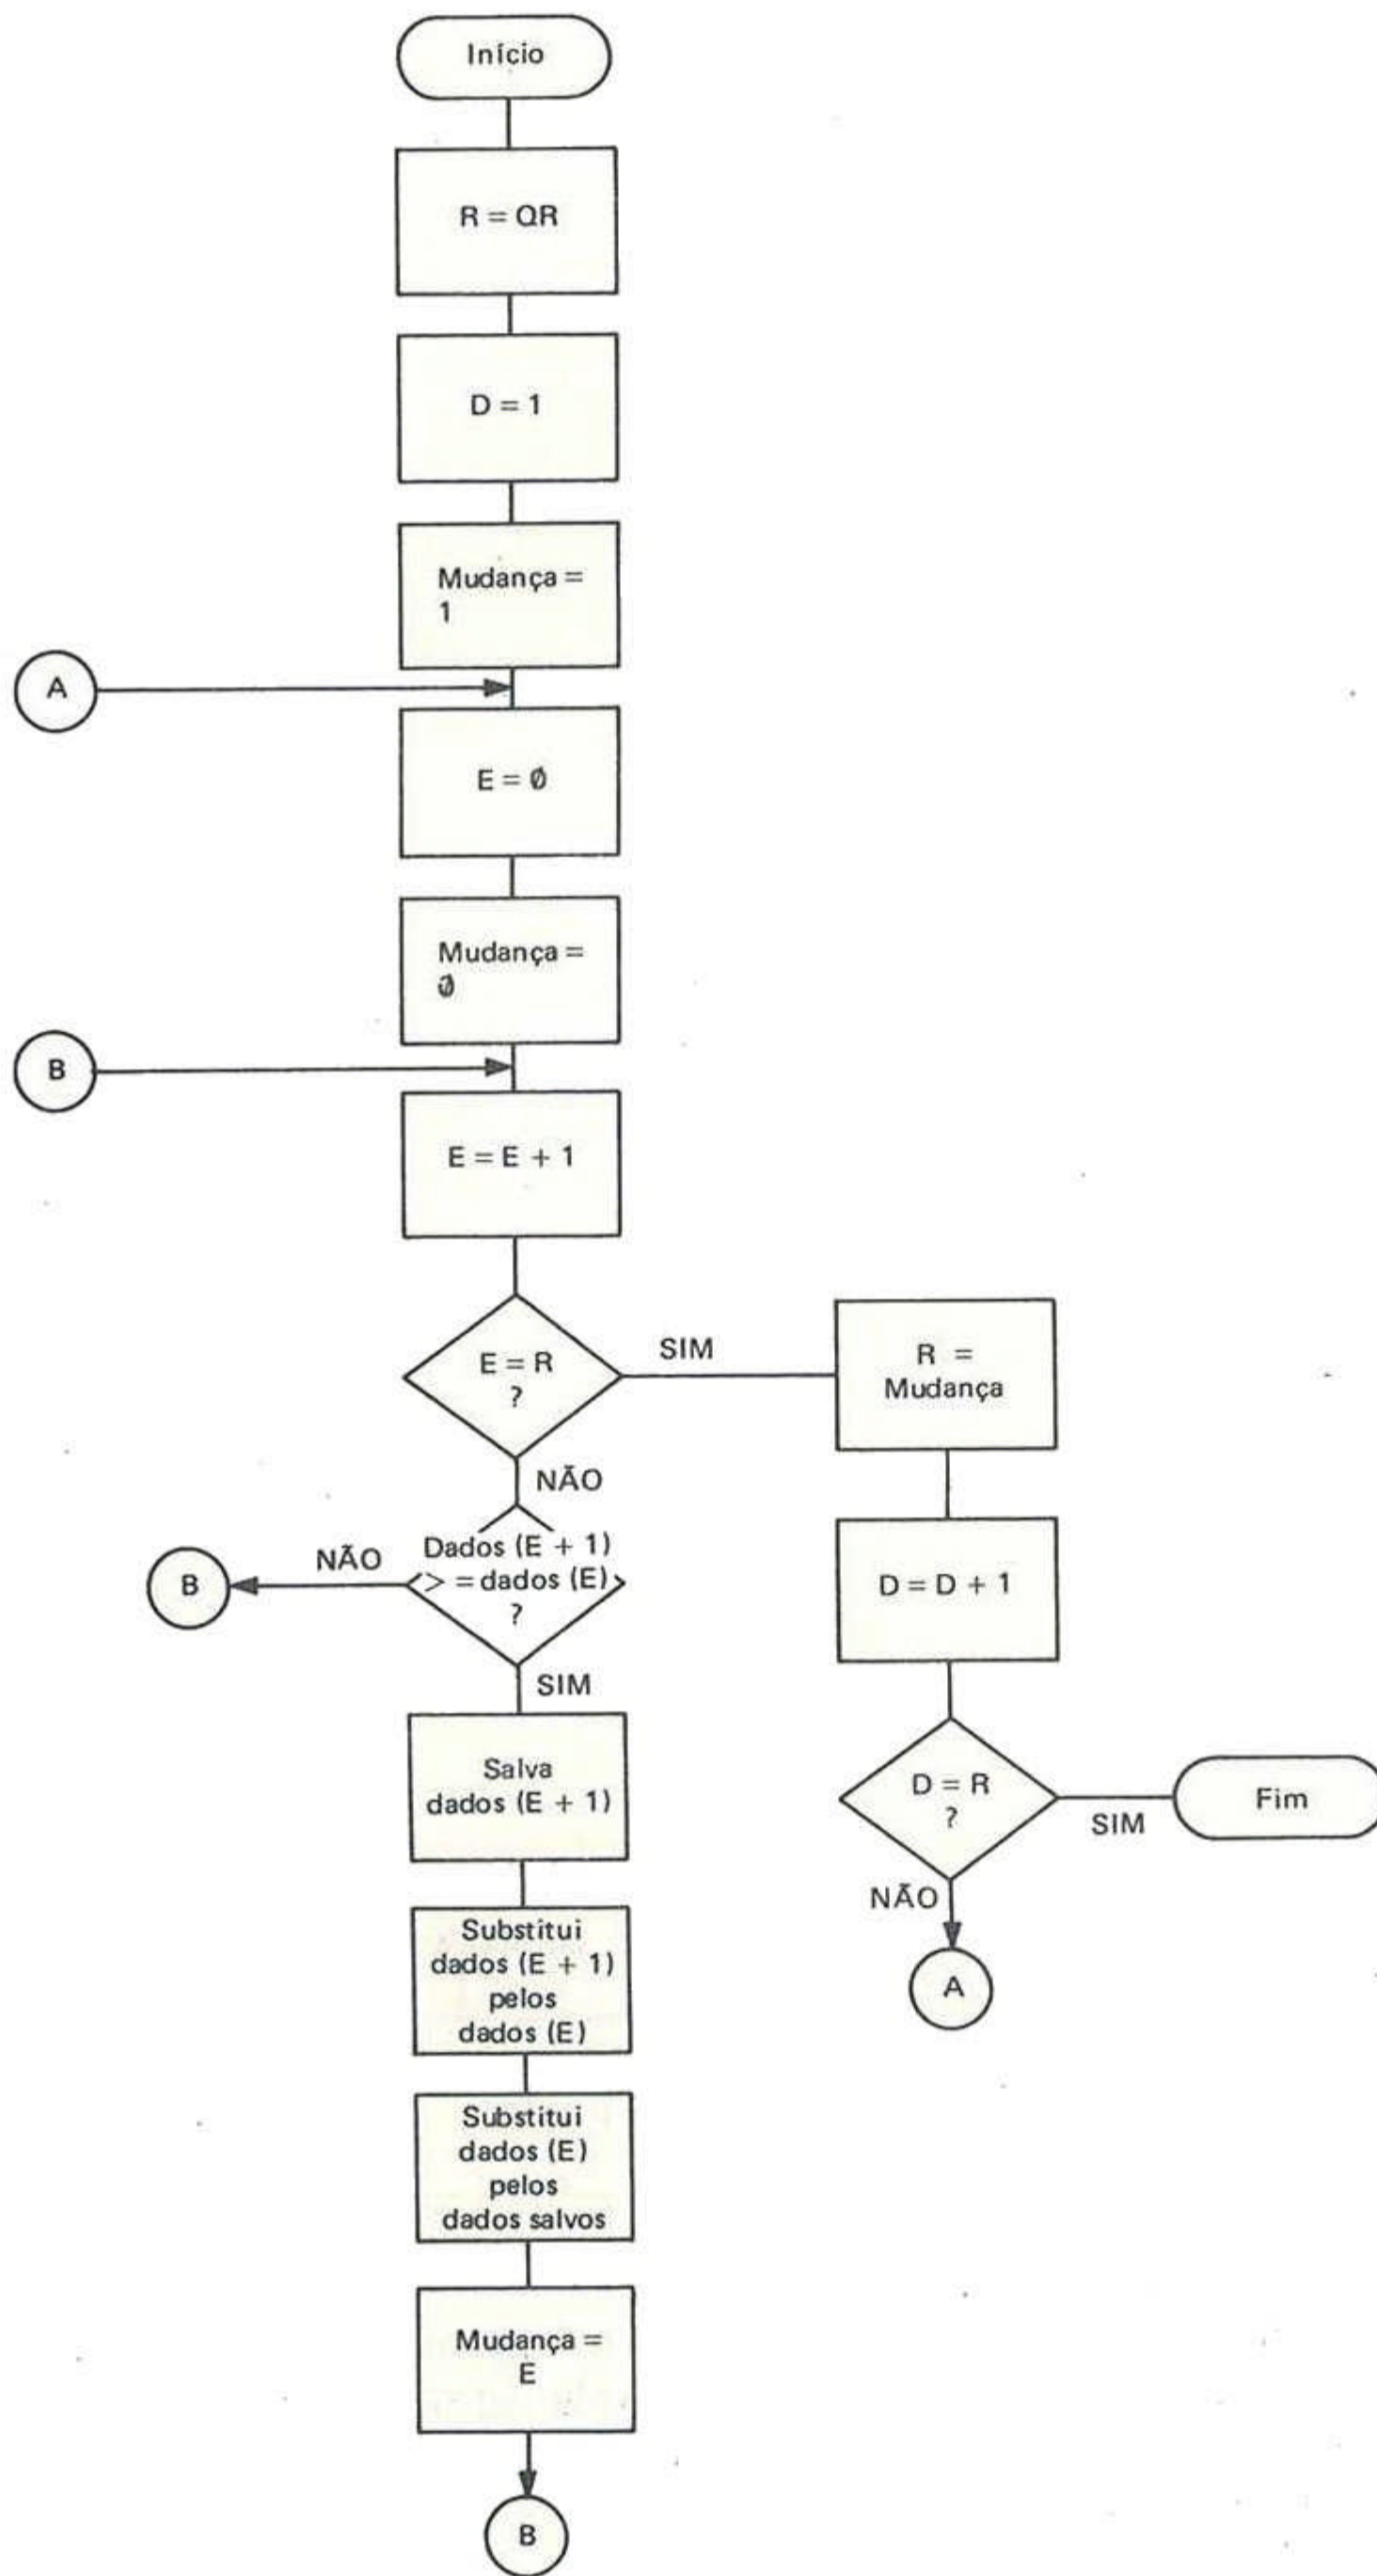 Início
R = QR
D = 1
Mudança =
1
A
E = Ø
Mudança =
Ø
B
E = E + 1
E = R
?
SIM
R =
Mudança
NÃO
D = D + 1
Dados (E + 1)
> = dados (E)
?
NÃO
B
SIM
D = R
?
SIM
Fim
NÃO
A
Salva
dados (E + 1)
Substitui
dados (E + 1)
pelos
dados (E)
Substitui
dados (E)
pelos
dados salvos
Mudança =
E
B